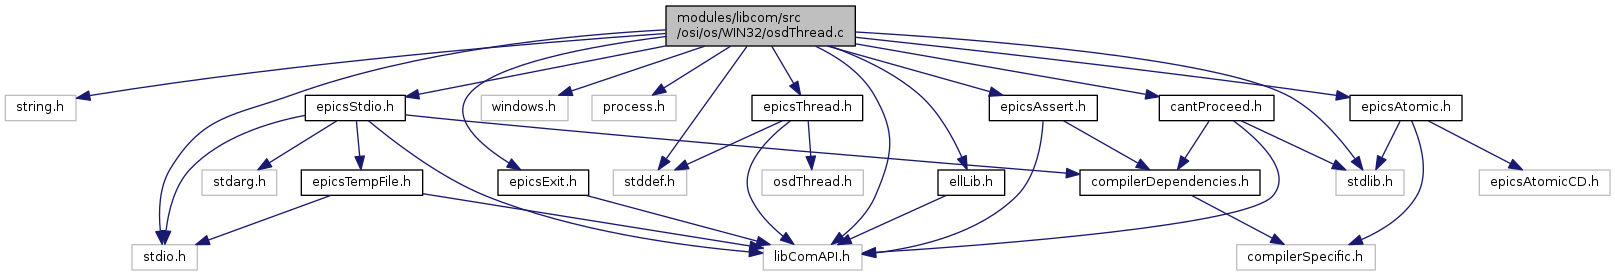 modules/libcom/src
/osi/os/WIN32/osdThread.c
string.h
epicsStdio.h
windows.h
process.h
epicsThread.h
epicsAssert.h
cantProceed.h
epicsAtomic.h
stdarg.h
epicsTempFile.h
epicsExit.h
stddef.h
osdThread.h
ellLib.h
compilerDependencies.h
stdlib.h
epicsAtomicCD.h
stdio.h
libComAPI.h
compilerSpecific.h